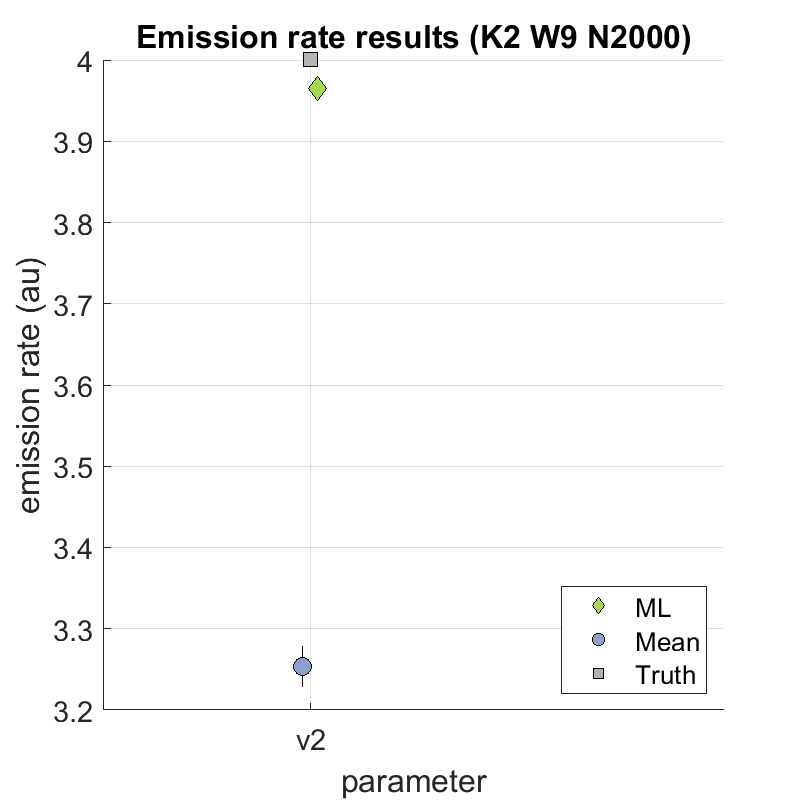 Emission rate results (K2 W9 N2000)
4
3.9
3.8
3.7
3.6
3.5
3.4
3.3
3.2
emission rate (au)
ML
Mean
Truth
v2
parameter